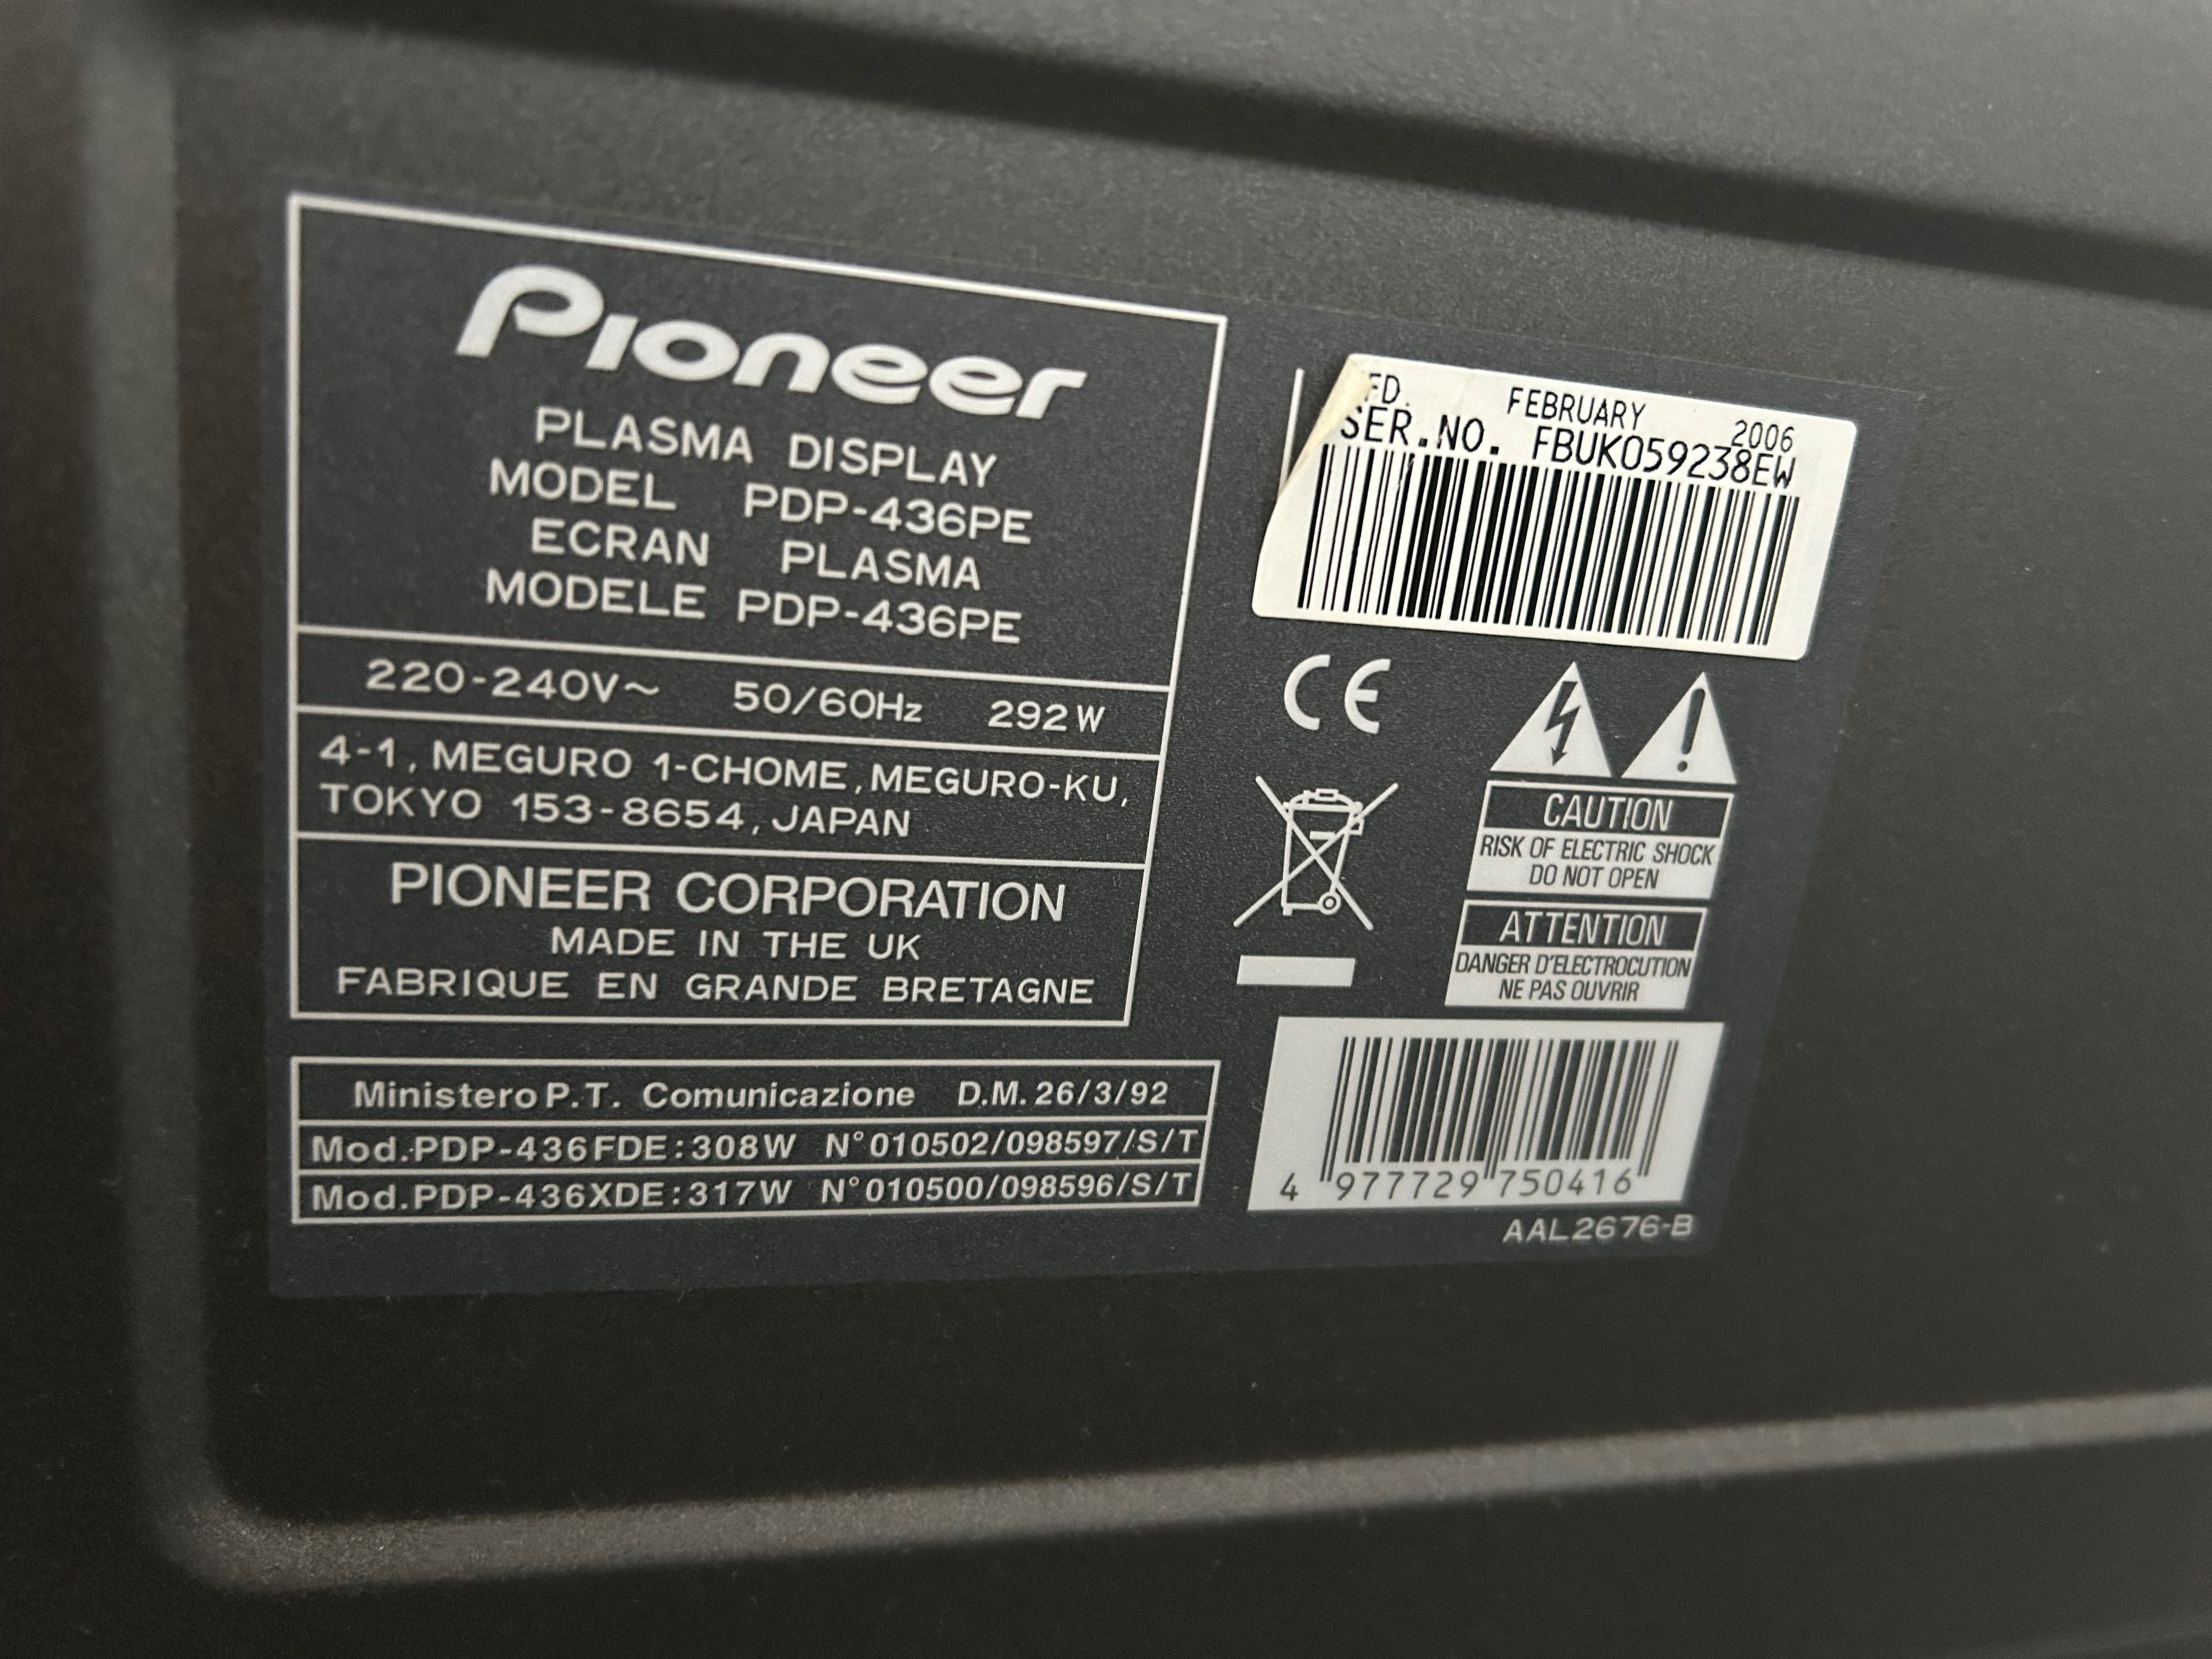 Pioneer
PLASMA DISPLAY
MODEL PDP-436PE
ECRAN PLASMA
MODELE PDP-436PE
220-240V~ 50/60Hz 292W
4-1, MEGURO 1-CHOME, MEGURO-KU,
TOKYO 153-8654, JAPAN
PIONEER CORPORATION
MADE IN THE UK
FABRIQUE EN GRANDE BRETAGNE
Ministero P.T. Comunicazione D.M. 26/3/92
Mod.PDP-436FDE:308W N°010502/098597/S/T
Mod.PDP-436XDE:317W N°010500/098596/S/T
FD. FEBRUARY 2006
SER.NO. FBUK059238EW
CE
CAUTION
RISK OF ELECTRIC SHOCK
DO NOT OPEN
ATTENTION
DANGER D'ELECTROCUTION
NE PAS OUVRIR
4 977729 750416
AAL2676-B